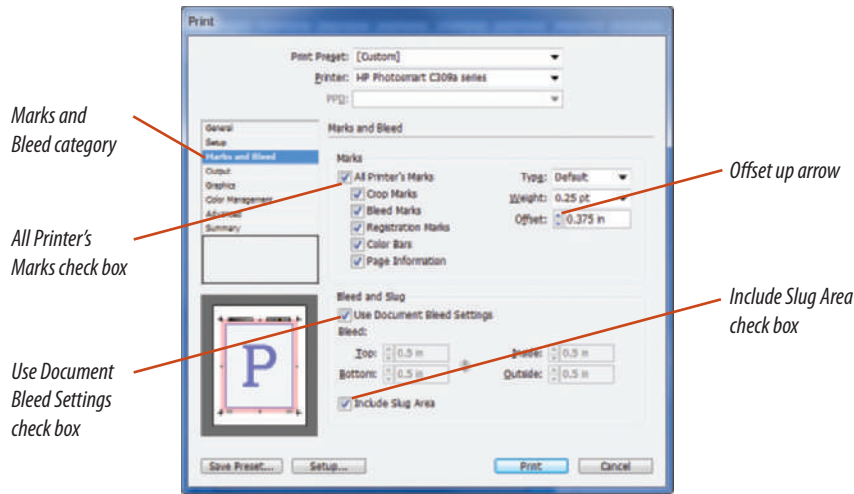 Print
Print Preset: [Custom]
Printer: HP Photosmart C309a series
PPD:
General
Setup
Marks and Bleed
Output
Graphics
Color Management
Advanced
Summary
Marks and Bleed
Marks
All Printer's Marks
Crop Marks
Bleed Marks
Registration Marks
Color Bars
Page Information
Type: Default
Weight: 0.25 pt
Offset: 0.375 in
Bleed and Slug
Use Document Bleed Settings
Bleed:
Top: 0.5 in
Bottom: 0.5 in
Inside: 0.5 in
Outside: 0.5 in
Include Slug Area
P
Save Preset...
Setup...
Print
Cancel
Marks and
Bleed category
All Printer's
Marks check box
Use Document
Bleed Settings
check box
Offset up arrow
Include Slug Area
check box